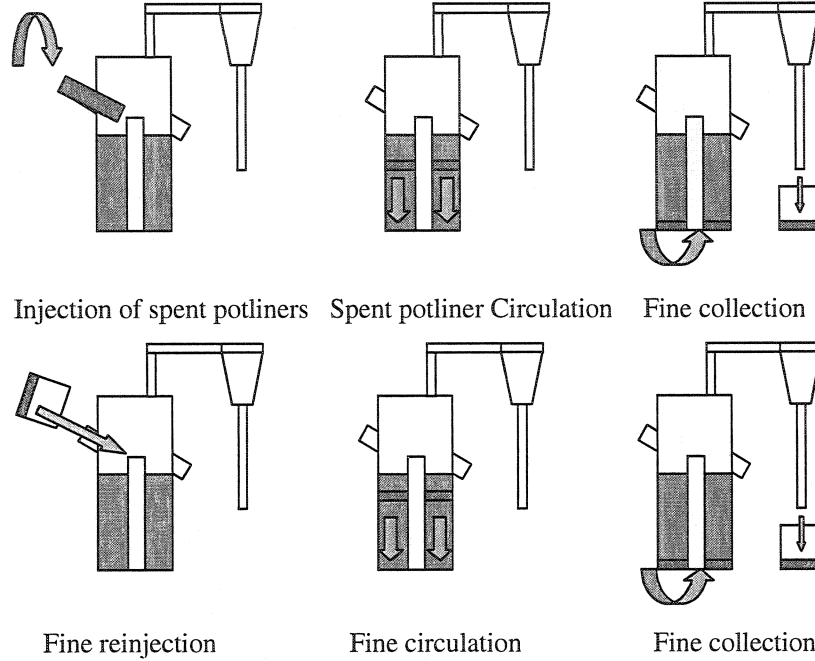 Injection of spent potliners
Spent potliner Circulation
Fine collection
Fine reinjection
Fine circulation
Fine collection